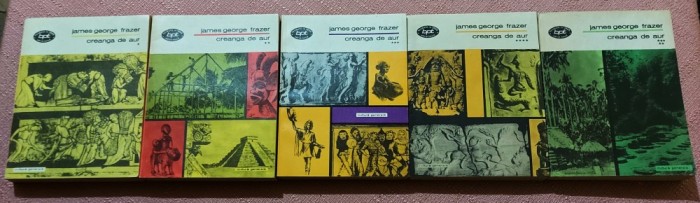 bpt
james george frazer
creanga de aur
*
bpt
james george frazer
creanga de aur
**
bpt
james george frazer
creanga de aur
***
bpt
james george frazer
creanga de aur
****
bpt
james george frazer
creanga de aur
***
**